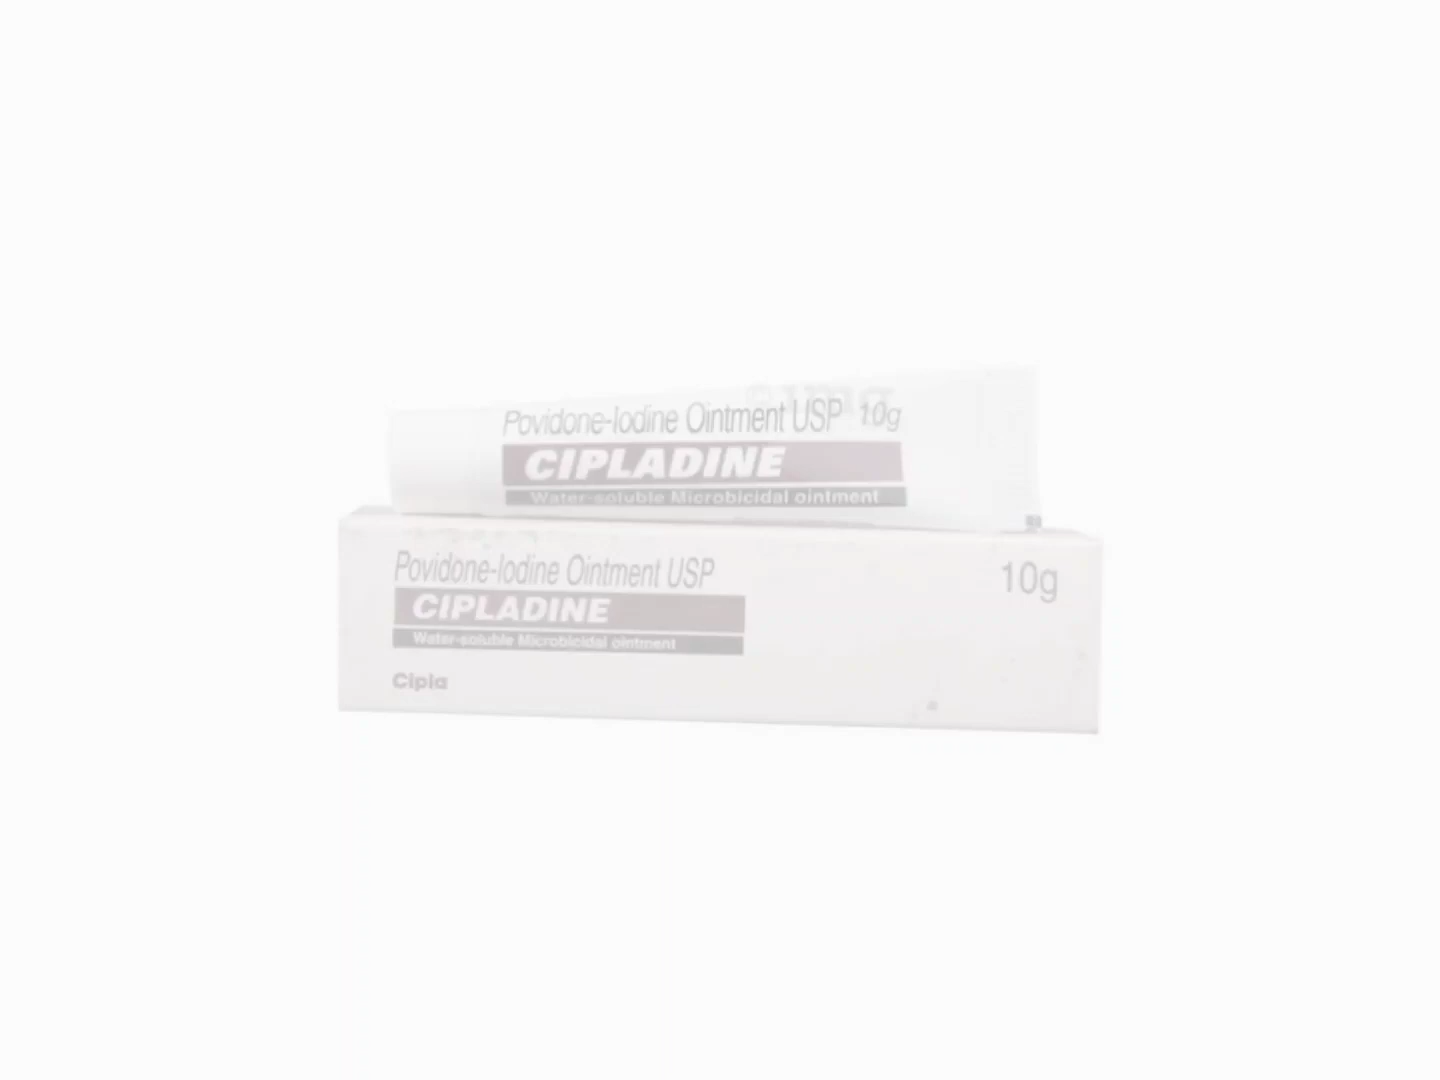 Povidone-Iodine Ointment USP 10g
CIPLADINE
Water-soluble Microbicidal ointment
Povidone-Iodine Ointment USP
10g
CIPLADINE
Water-soluble Microbicidal ointment
Cipla